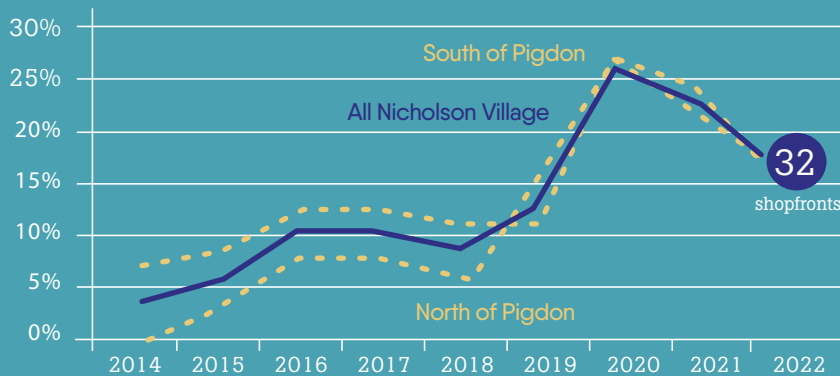 30%
25%
20%
15%
10%
5%
0%
South of Pigdon
All Nicholson Village
North of Pigdon
32
shopfronts
2014 2015 2016 2017 2018 2019 2020 2021 2022